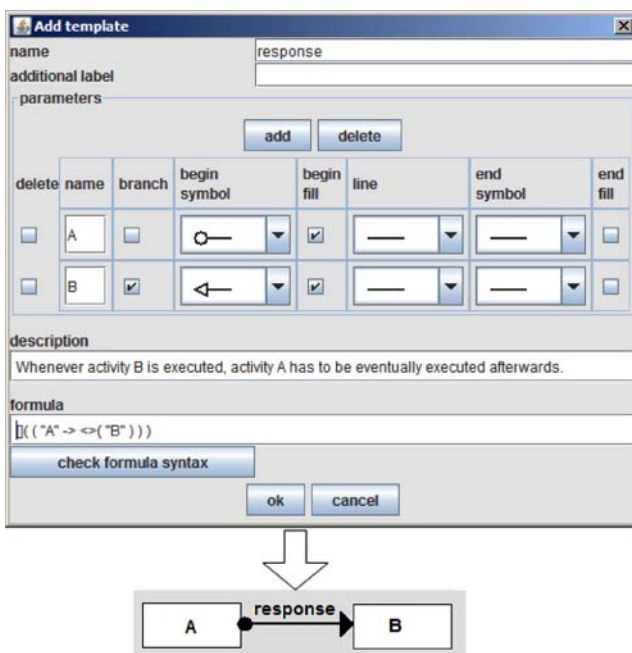 Add template
name response
additional label
parameters
add delete
delete name branch begin symbol begin fill line end symbol end fill
A
B
description
Whenever activity B is executed, activity A has to be eventually executed afterwards.
formula
[]( ( "A" -> <>( "B" ) ) )
check formula syntax
ok cancel
response
A B